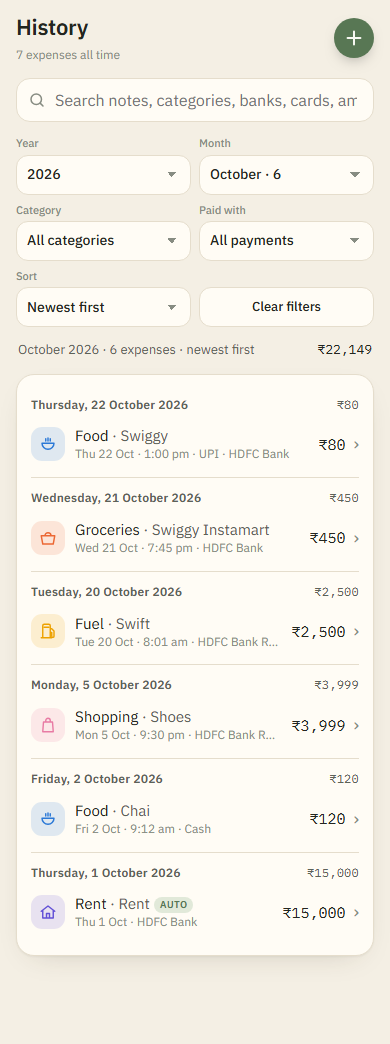 History
7 expenses all time
Search notes, categories, banks, cards, am
Year
Month
2026
October · 6
Category
Paid with
All categories
All payments
Sort
Newest first
Clear filters
October 2026 · 6 expenses · newest first ₹22,149
Thursday, 22 October 2026 ₹80
Food · Swiggy
Thu 22 Oct · 1:00 pm · UPI · HDFC Bank
₹80
Wednesday, 21 October 2026 ₹450
Groceries · Swiggy Instamart
Wed 21 Oct · 7:45 pm · HDFC Bank
₹450
Tuesday, 20 October 2026 ₹2,500
Fuel · Swift
Tue 20 Oct · 8:01 am · HDFC Bank R...
₹2,500
Monday, 5 October 2026 ₹3,999
Shopping · Shoes
Mon 5 Oct · 9:30 pm · HDFC Bank R...
₹3,999
Friday, 2 October 2026 ₹120
Food · Chai
Fri 2 Oct · 9:12 am · Cash
₹120
Thursday, 1 October 2026 ₹15,000
Rent · Rent AUTO
Thu 1 Oct · HDFC Bank
₹15,000